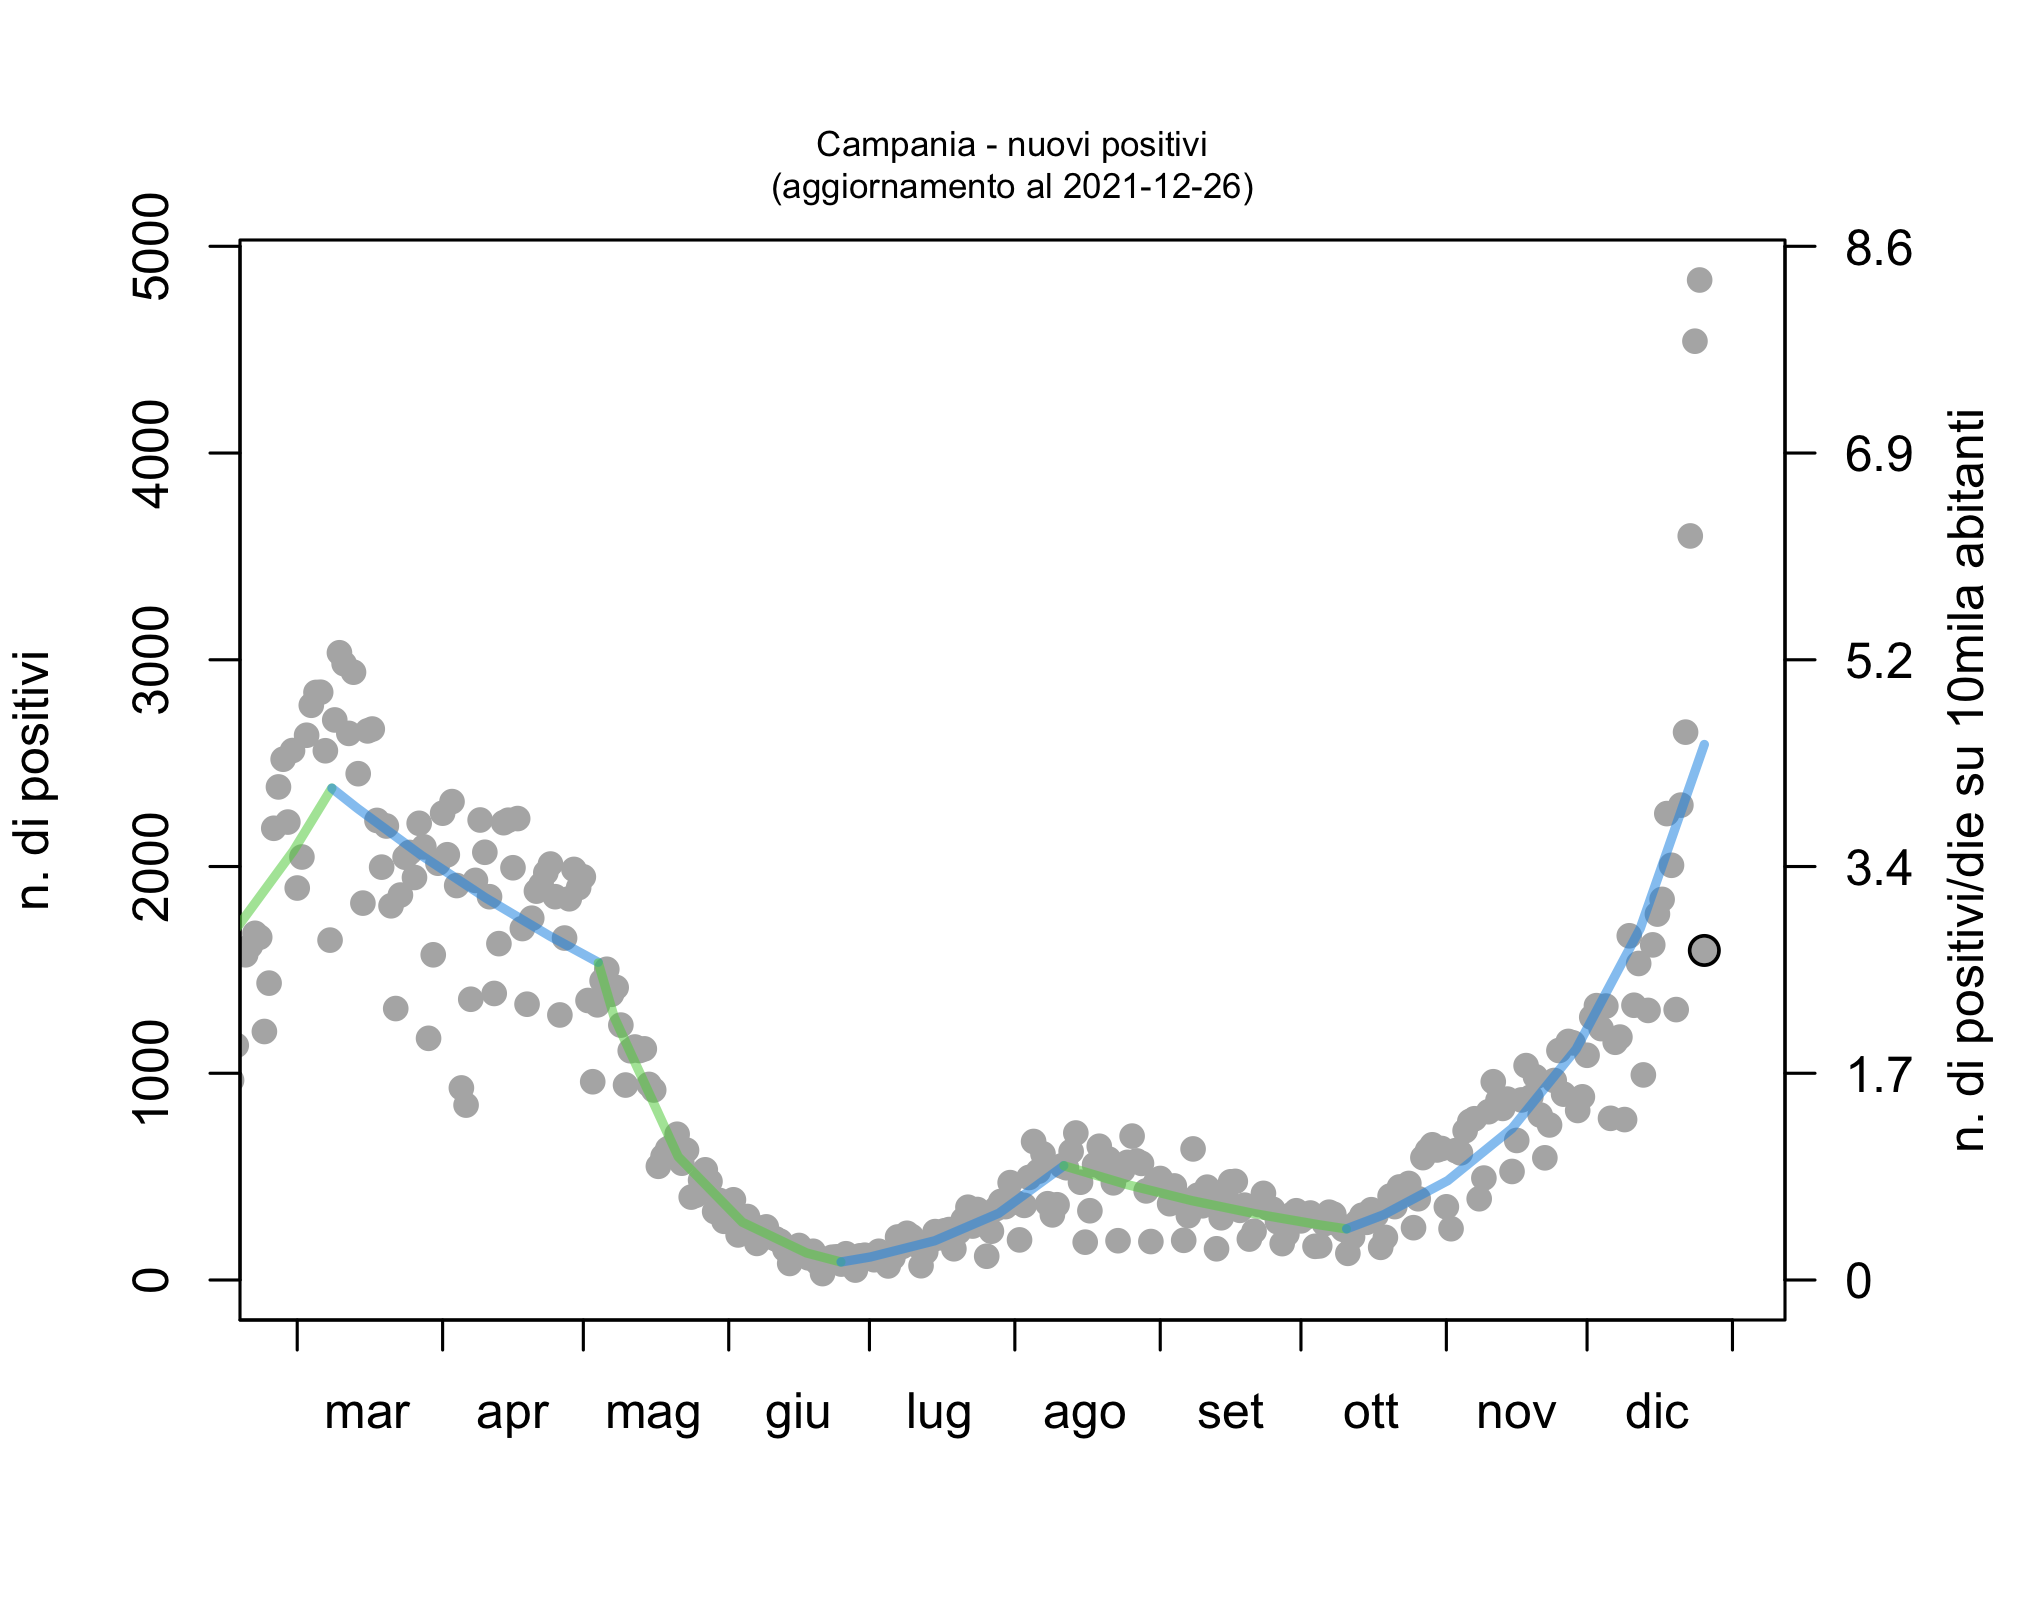 Campania - nuovi positivi
(aggiornamento al 2021-12-26)
n. di positivi
5000
4000
3000
2000
1000
0
8.6
6.9
5.2
3.4
1.7
0
n. di positivi/die su 10mila abitanti
mar apr mag giu lug ago set ott nov dic